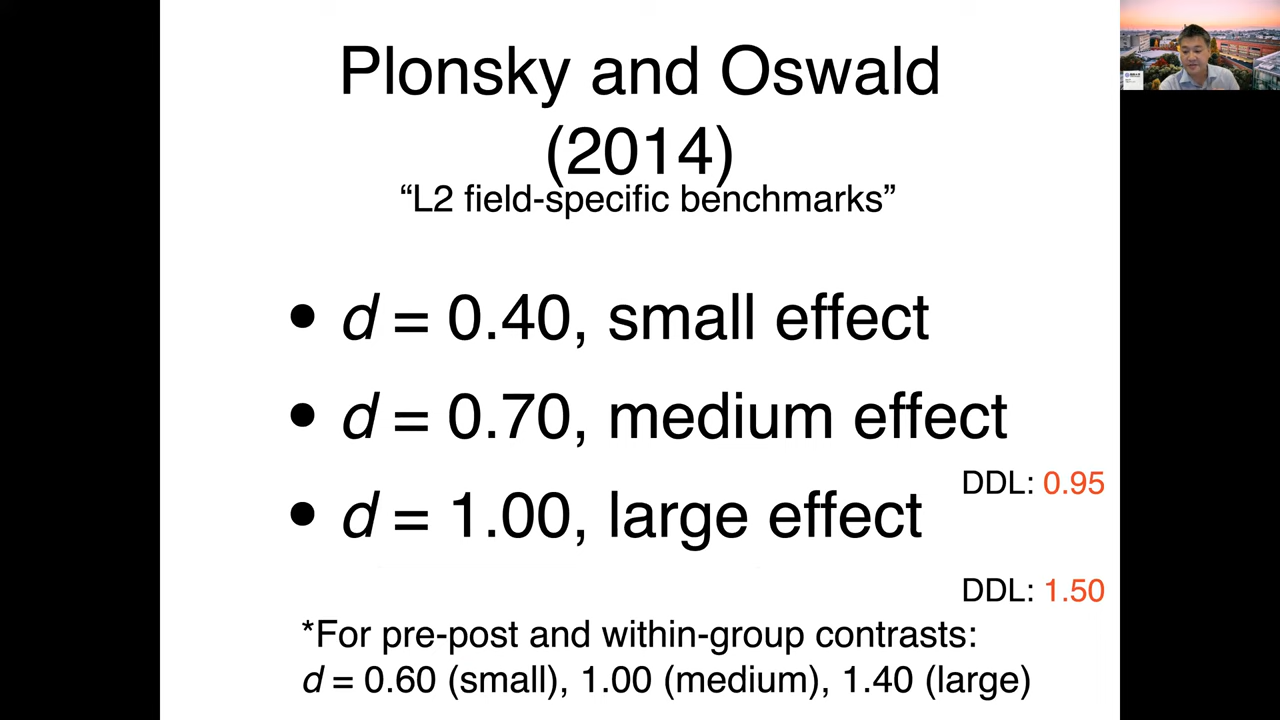 Plonsky and Oswald
(2014)
“L2 field-specific benchmarks”
• d = 0.40, small effect
• d = 0.70, medium effect
DDL: 0.95
• d = 1.00, large effect
DDL: 1.50
*For pre-post and within-group contrasts:
d = 0.60 (small), 1.00 (medium), 1.40 (large)